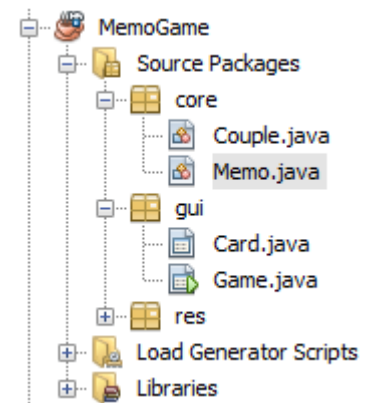 MemoGame
Source Packages
core
Couple.java
Memo.java
gui
Card.java
Game.java
res
Load Generator Scripts
Libraries